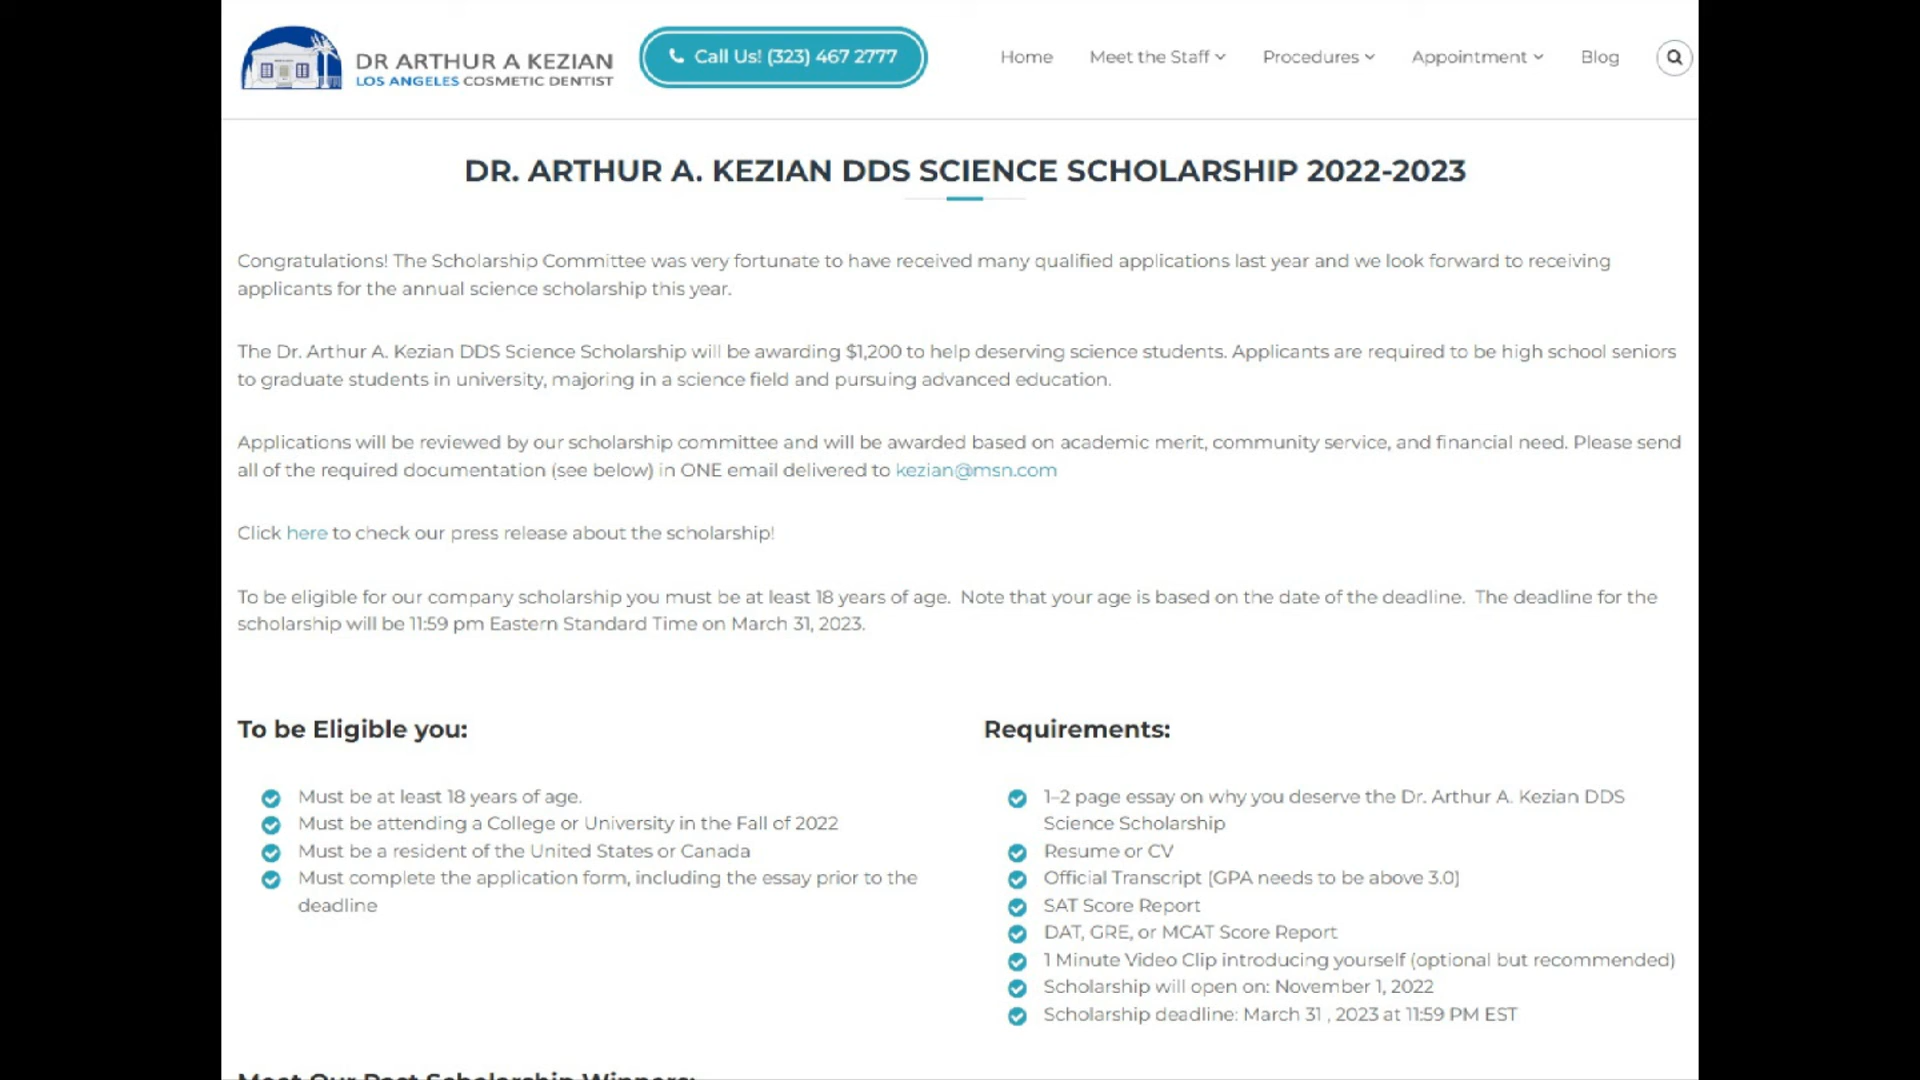 DR ARTHUR A KEZIAN
LOS ANGELES COSMETIC DENTIST
Call Us! (323) 467 2777
Home
Meet the Staff
Procedures
Appointment
Blog
DR. ARTHUR A. KEZIAN DDS SCIENCE SCHOLARSHIP 2022-2023
Congratulations! The Scholarship Committee was very fortunate to have received many qualified applications last year and we look forward to receiving
applicants for the annual science scholarship this year.
The Dr. Arthur A. Kezian DDS Science Scholarship will be awarding $1,200 to help deserving science students. Applicants are required to be high school seniors
to graduate students in university, majoring in a science field and pursuing advanced education.
Applications will be reviewed by our scholarship committee and will be awarded based on academic merit, community service, and financial need. Please send
all of the required documentation (see below) in ONE email delivered to kezian@msn.com
Click here to check our press release about the scholarship!
To be eligible for our company scholarship you must be at least 18 years of age.  Note that your age is based on the date of the deadline.  The deadline for the
scholarship will be 11:59 pm Eastern Standard Time on March 31, 2023.
To be Eligible you:
Must be at least 18 years of age.
Must be attending a College or University in the Fall of 2022
Must be a resident of the United States or Canada
Must complete the application form, including the essay prior to the
deadline
Requirements:
1–2 page essay on why you deserve the Dr. Arthur A. Kezian DDS
Science Scholarship
Resume or CV
Official Transcript (GPA needs to be above 3.0)
SAT Score Report
DAT, GRE, or MCAT Score Report
1 Minute Video Clip introducing yourself (optional but recommended)
Scholarship will open on: November 1, 2022
Scholarship deadline: March 31 , 2023 at 11:59 PM EST
Meet Our Past Scholarship Winners: